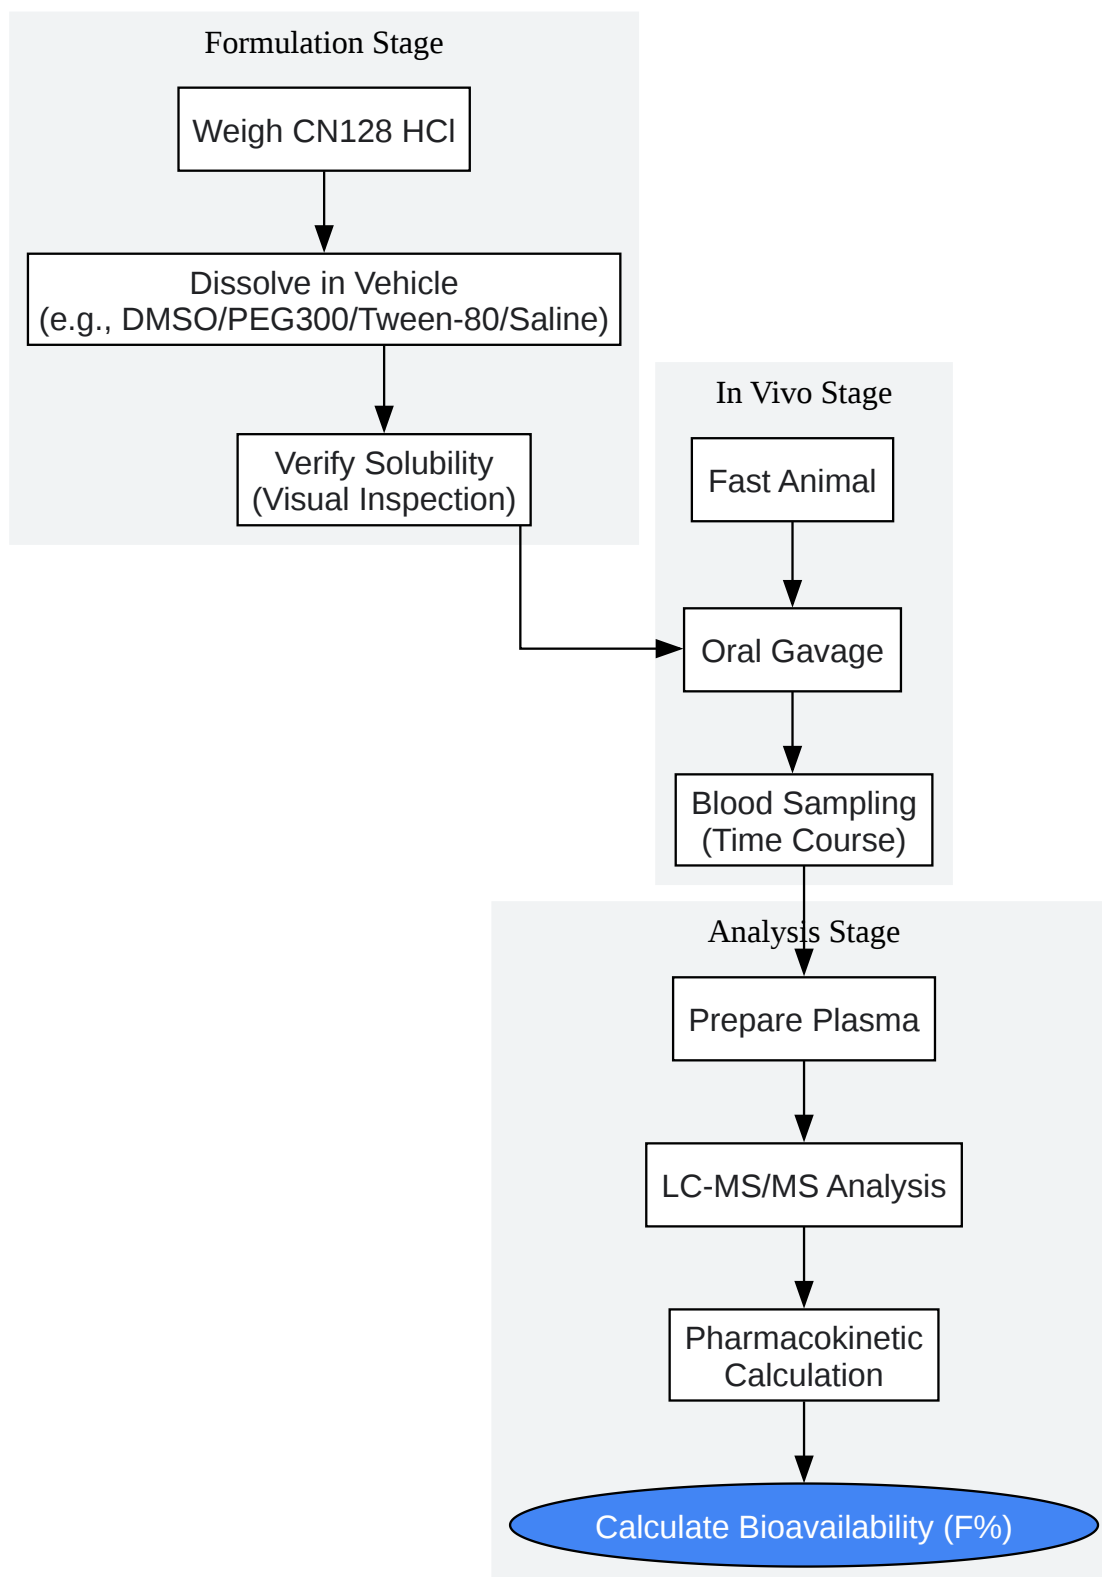 Formulation Stage
Weigh CN128 HCl
Dissolve in Vehicle
(e.g., DMSO/PEG300/Tween-80/Saline)
Verify Solubility
(Visual Inspection)
In Vivo Stage
Fast Animal
Oral Gavage
Blood Sampling
(Time Course)
Analysis Stage
Prepare Plasma
LC-MS/MS Analysis
Pharmacokinetic
Calculation
Calculate Bioavailability (F%)